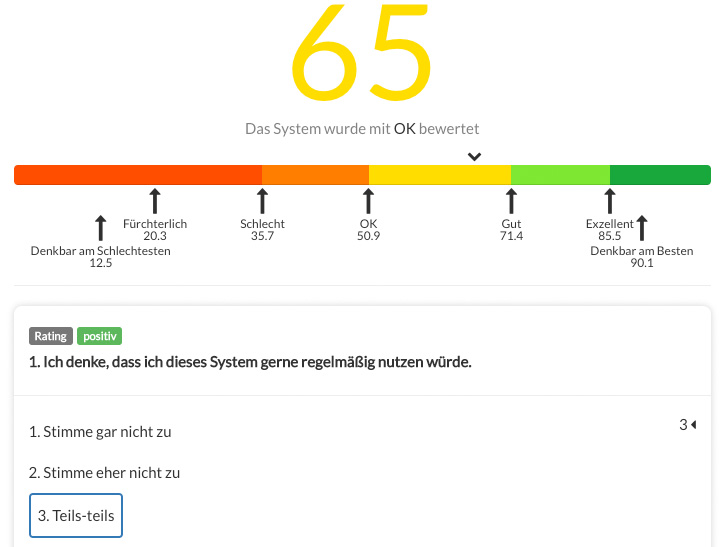 65
Das System wurde mit OK bewertet
Fürchterlich
20.3
Schlecht
35.7
OK
50.9
Gut
71.4
Exzellent
85.5
Denkbar am Schlechtesten
12.5
Denkbar am Besten
90.1
Rating positiv
1. Ich denke, dass ich dieses System gerne regelmäßig nutzen würde.
3
1. Stimme gar nicht zu
2. Stimme eher nicht zu
3. Teils-teils